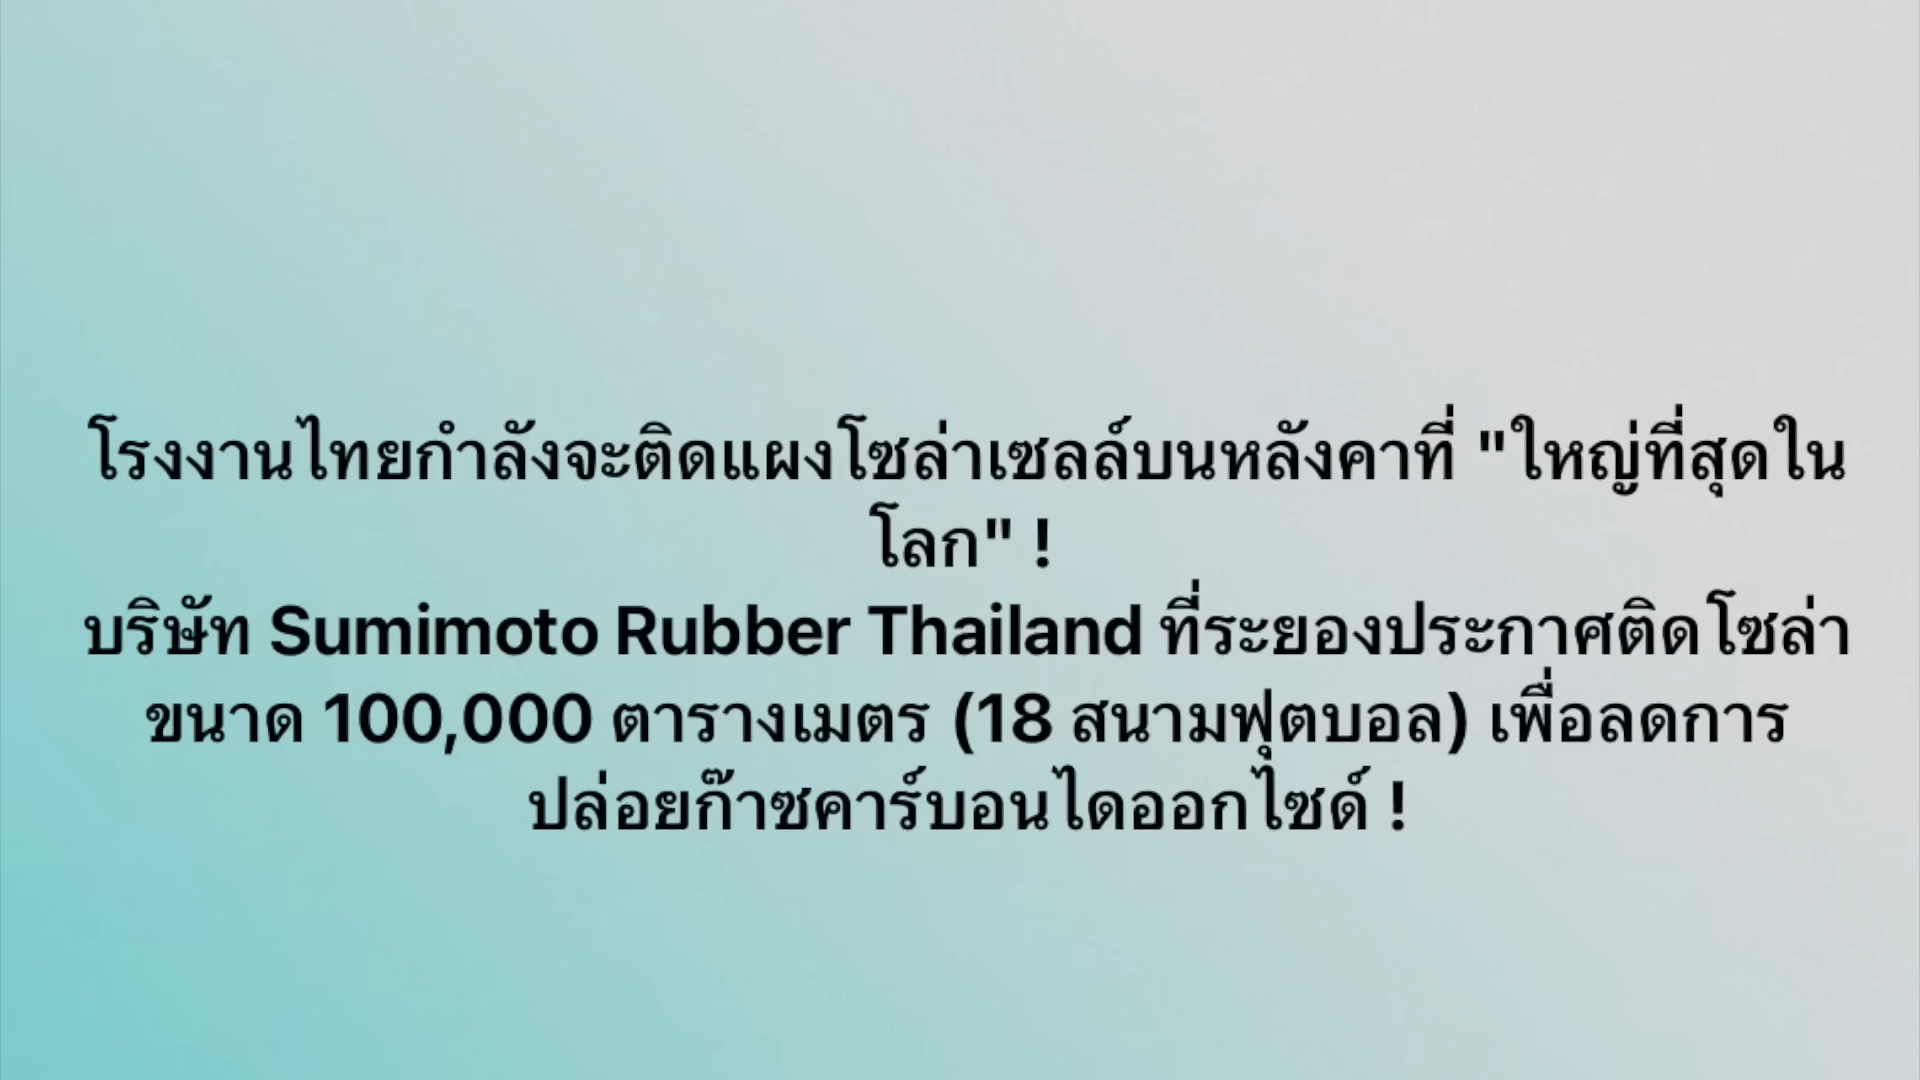 โรงงานไทยกำลังจะติดแผงโซล่าเซลล์บนหลังคาที่ "ใหญ่ที่สุดใน
โลก" !
บริษัท Sumimoto Rubber Thailand ที่ระยองประกาศติดโซล่า
ขนาด 100,000 ตารางเมตร (18 สนามฟุตบอล) เพื่อลดการ
ปล่อยก๊าซคาร์บอนไดออกไซด์ !